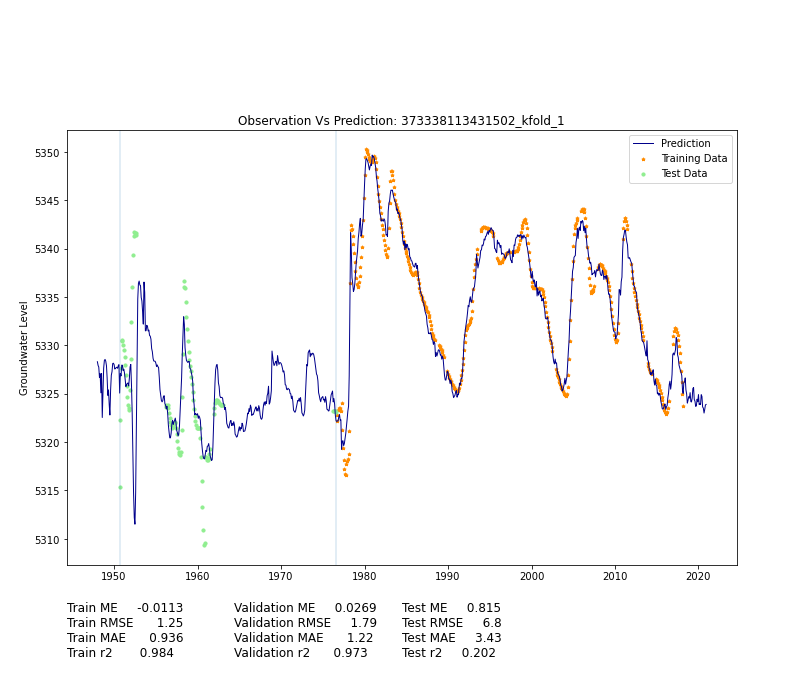 Observation Vs Prediction: 373338113431502_kfold_1
Prediction
Training Data
Test Data
Groundwater Level
5350
5345
5340
5335
5330
5325
5320
5315
5310
1950 1960 1970 1980 1990 2000 2010 2020
Train ME -0.0113 Validation ME 0.0269 Test ME 0.815
Train RMSE 1.25 Validation RMSE 1.79 Test RMSE 6.8
Train MAE 0.936 Validation MAE 1.22 Test MAE 3.43
Train r2 0.984 Validation r2 0.973 Test r2 0.202